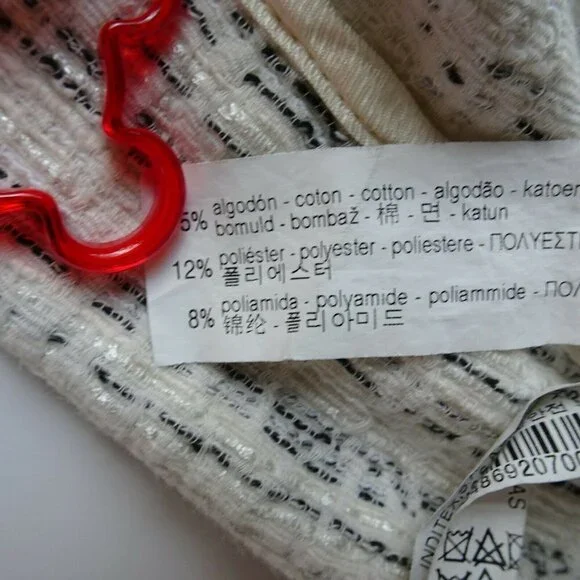 5% algodón - coton - cotton - algodão - katoen
bomuld - bombaž - 棉 - 면 - katun
12% poliéster - polyester - poliestere - ΠΟΛΥΕΣΤ
폴리에스터
8% poliamida - polyamide - poliammide - ΠΟΛ
锦纶 - 폴리아미드
INDITEX